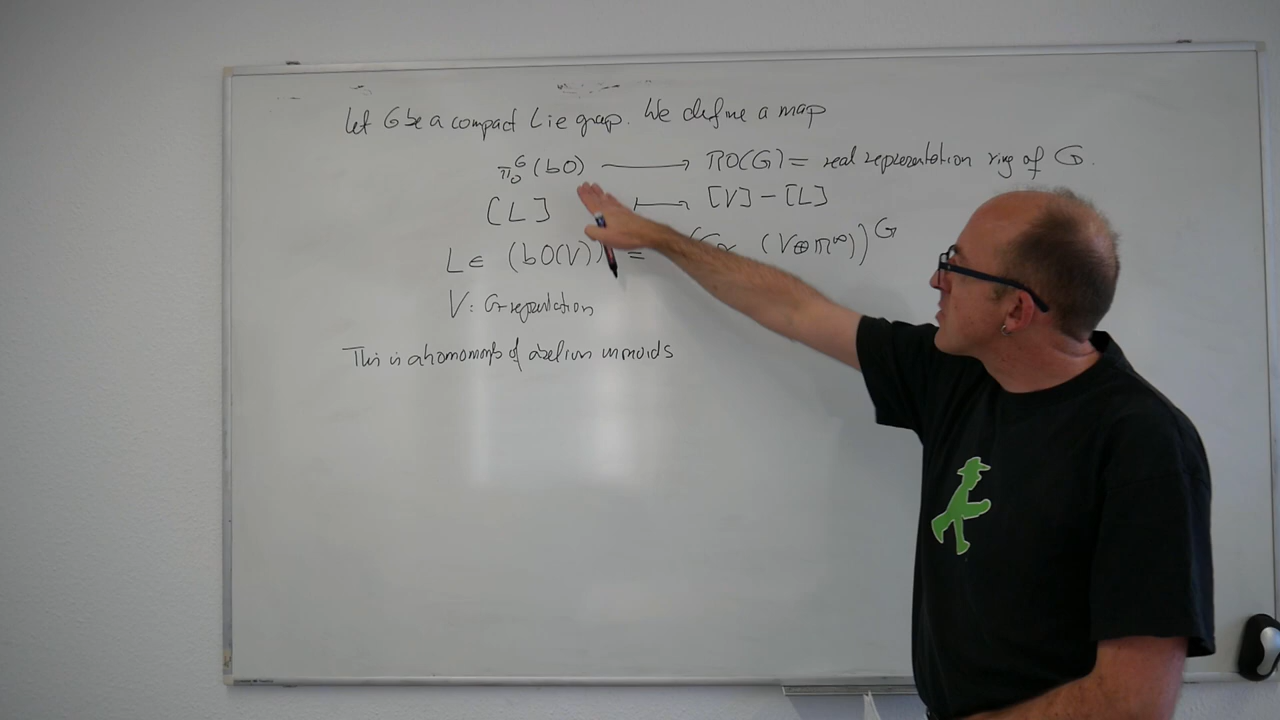 Let G be a compact Lie group. We define a map
π₀ᴳ(bO) ⟶ RO(G) = real representation ring of G.
[L] ⟼ [V] − [L]
L ∈ (bO(V)) = (V⊕ℝ^∞))ᴳ
V: G-representation
This is a homomorphism of abelian monoids